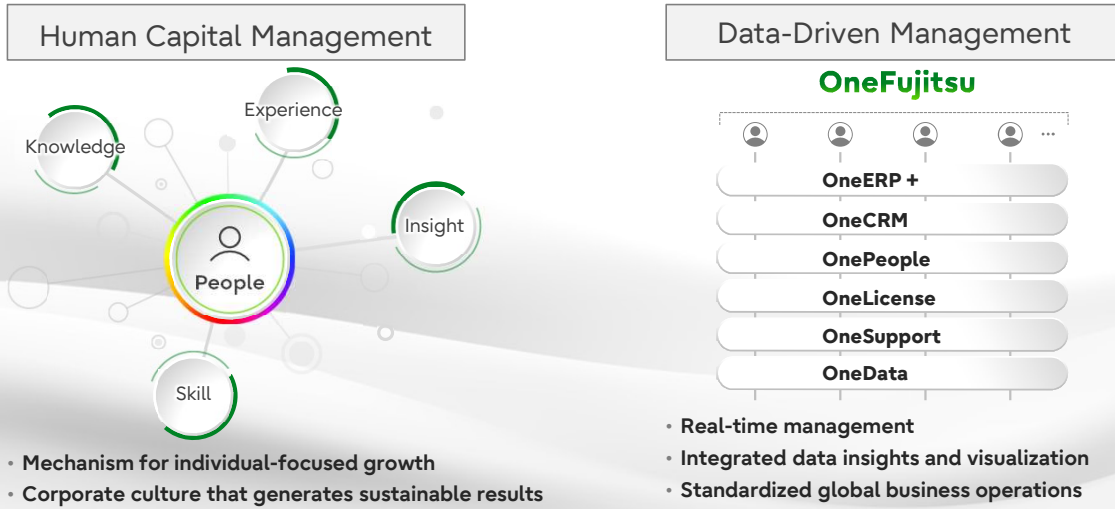 Human Capital Management
Experience
Knowledge
Insight
People
Skill
• Mechanism for individual-focused growth
• Corporate culture that generates sustainable results
Data-Driven Management
OneFujitsu
...
OneERP +
OneCRM
OnePeople
OneLicense
OneSupport
OneData
• Real-time management
• Integrated data insights and visualization
• Standardized global business operations